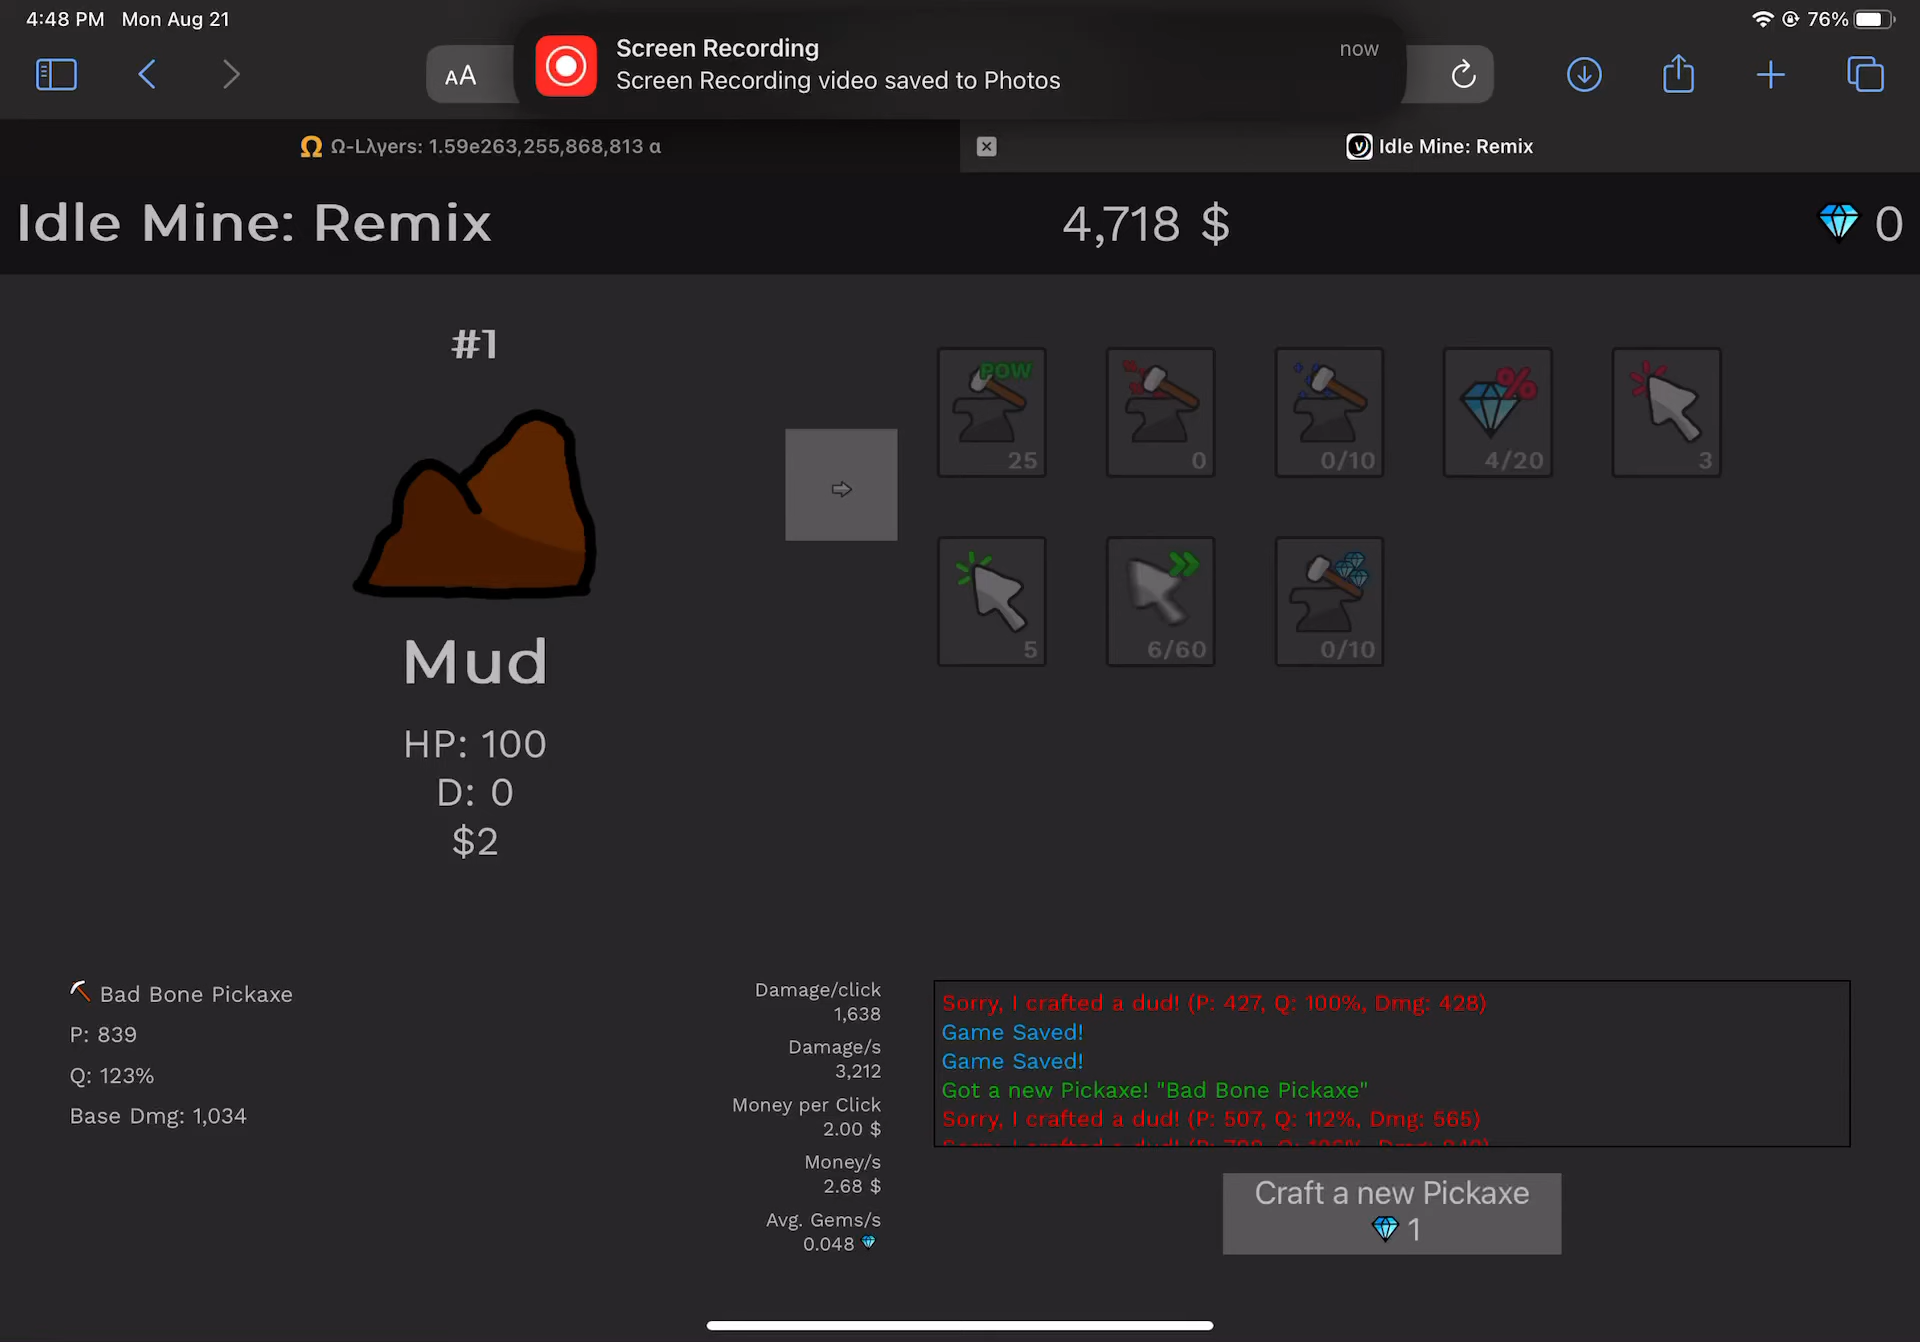 4:48 PM Mon Aug 21
76%
AA
Screen Recording
now
Screen Recording video saved to Photos
Ω-Lλyers: 1.59e263,255,868,813 α
Idle Mine: Remix
Idle Mine: Remix
4,718 $
0
#1
Mud
HP: 100
D: 0
$2
POW
25
0
0/10
%
4/20
3
5
6/60
0/10
Bad Bone Pickaxe
P: 839
Q: 123%
Base Dmg: 1,034
Damage/click
1,638
Damage/s
3,212
Money per Click
2.00 $
Money/s
2.68 $
Avg. Gems/s
0.048
Sorry, I crafted a dud! (P: 427, Q: 100%, Dmg: 428)
Game Saved!
Game Saved!
Got a new Pickaxe! "Bad Bone Pickaxe"
Sorry, I crafted a dud! (P: 507, Q: 112%, Dmg: 565)
Sorry, I crafted a dud!
Craft a new Pickaxe
1